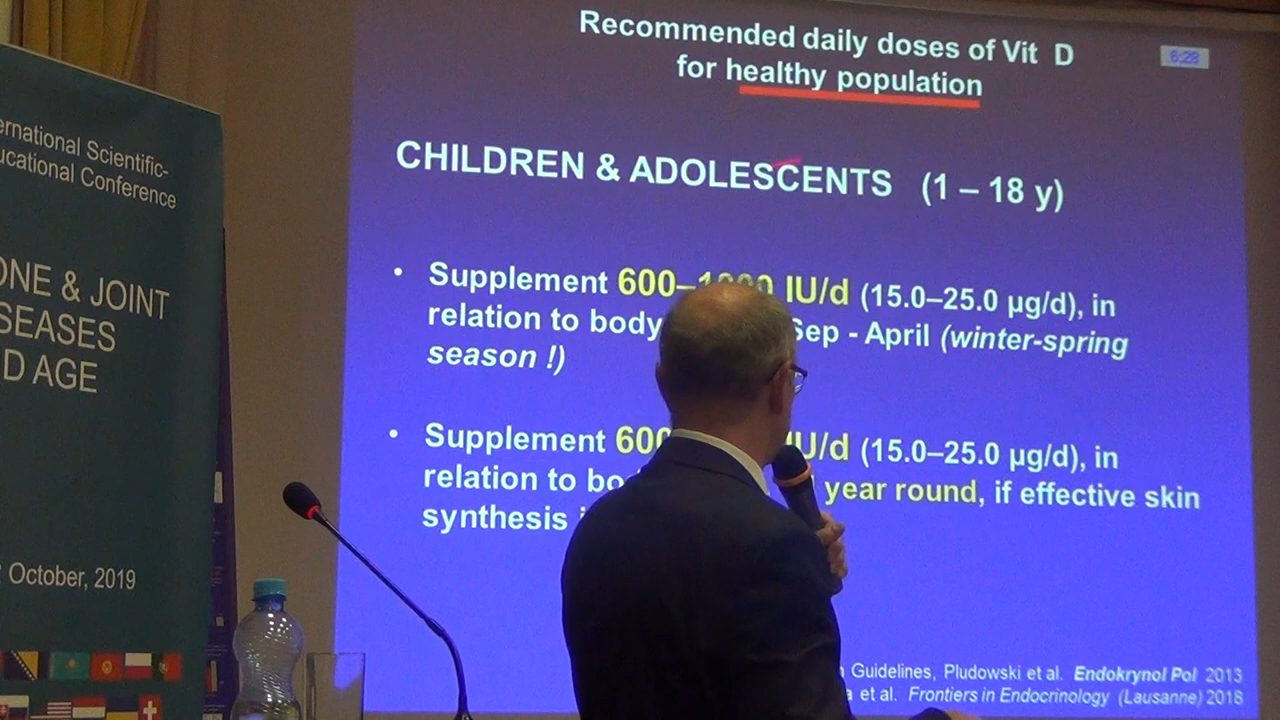 Recommended daily doses of Vit D
for healthy population
6:28
CHILDREN & ADOLESCENTS (1 – 18 y)
• Supplement 600–1000 IU/d (15.0–25.0 µg/d), in
relation to body Sep - April (winter-spring
season !)
• Supplement 600 IU/d (15.0–25.0 µg/d), in
relation to bo year round, if effective skin
synthesis
Guidelines, Pludowski et al. Endokrynol Pol 2013
et al. Frontiers in Endocrinology (Lausanne) 2018
ernational Scientific-
ucational Conference
ONE & JOINT
SEASES
D AGE
October, 2019